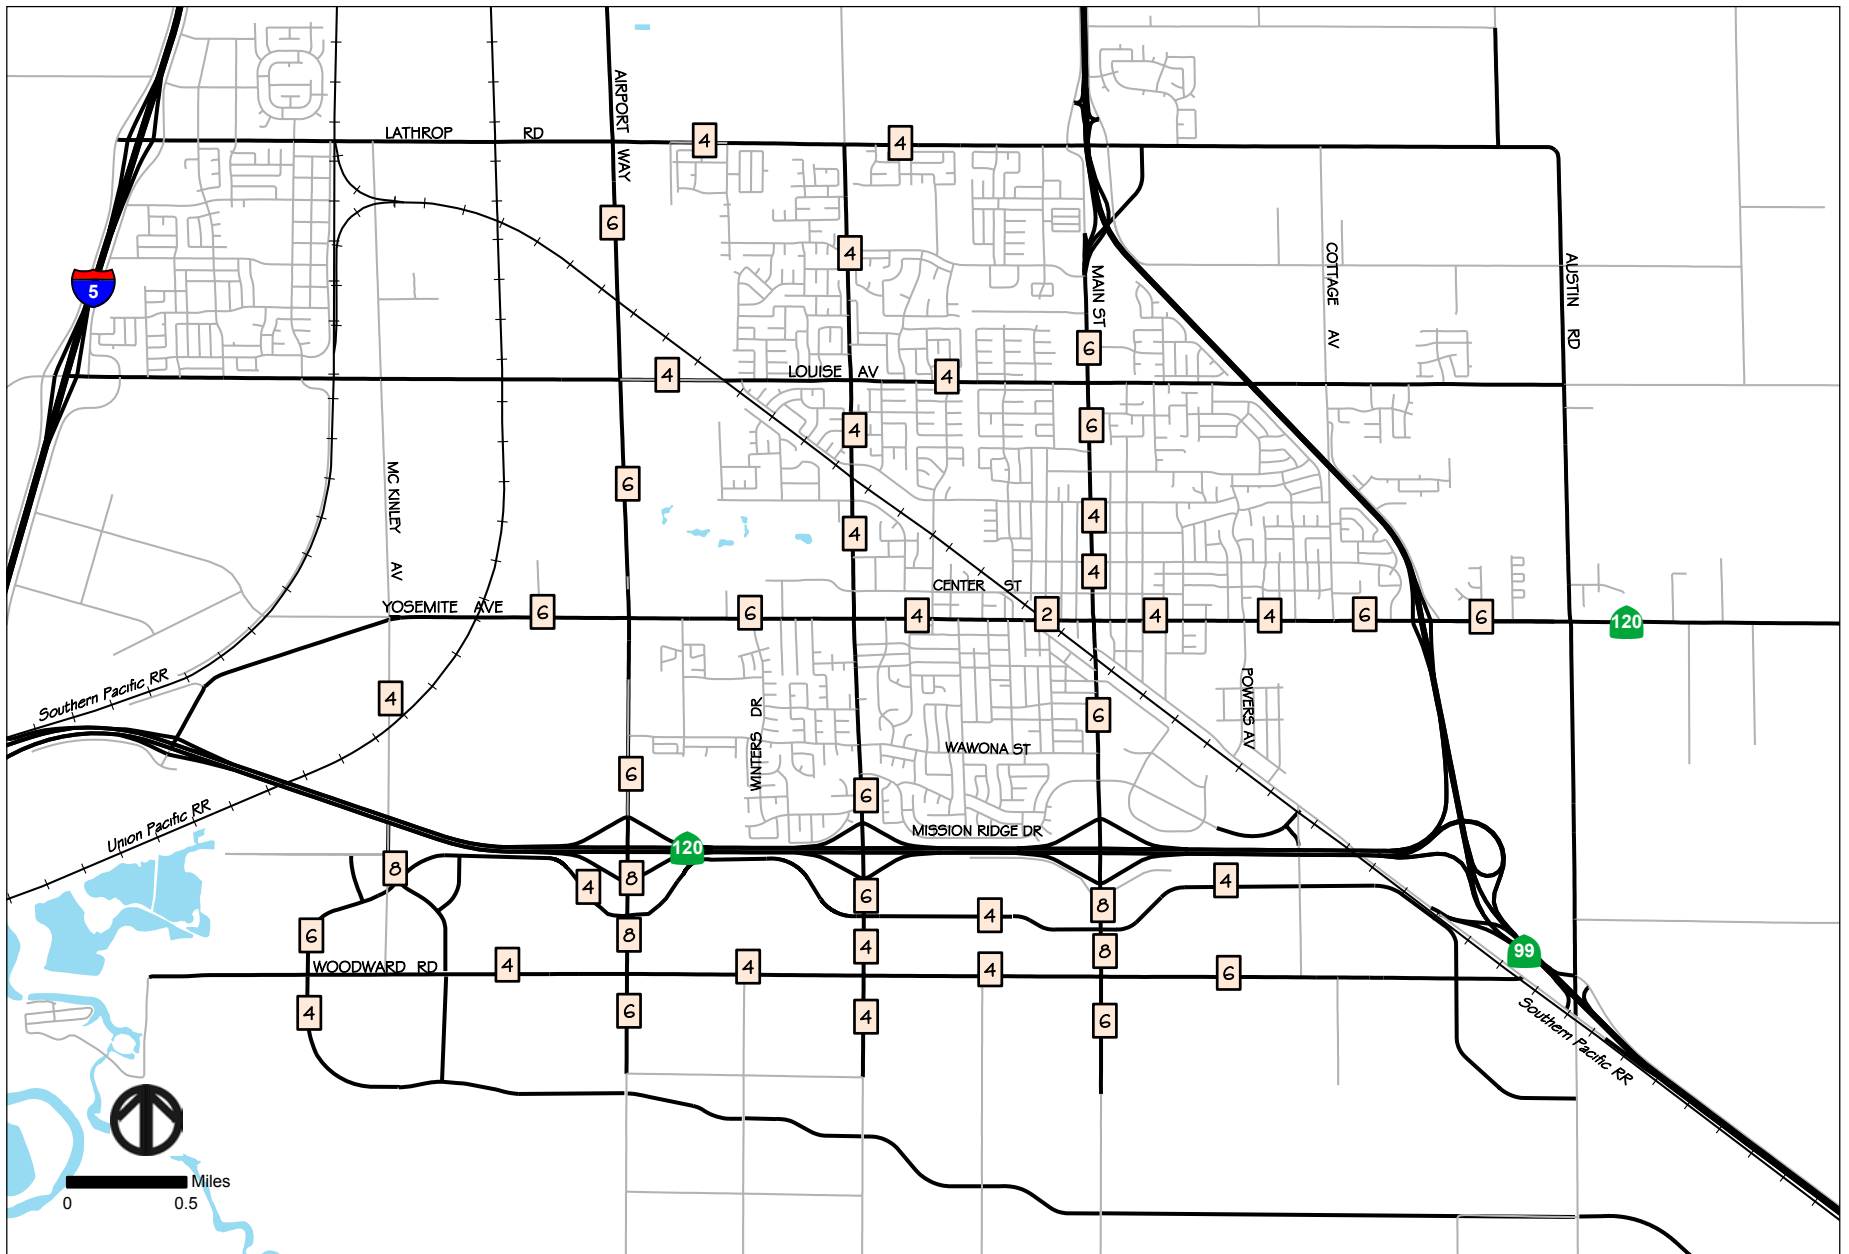 LATHROP RD
4
4
AIRPORT WAY
6
4
5
MAIN ST
COTTAGE AV
AUSTIN RD
6
4
LOUISE AV
4
4
6
MC KINLEY AV
6
4
4
4
CENTER ST
YOSEMITE AVE
6
6
4
2
4
4
6
6
120
Southern Pacific RR
4
6
POWERS AV
WINTERS DR
WAWONA ST
6
6
Union Pacific RR
MISSION RIDGE DR
120
8
4
8
6
8
4
4
6
8
4
8
WOODWARD RD
4
4
4
6
99
4
6
4
6
Southern Pacific RR
Miles
0 0.5